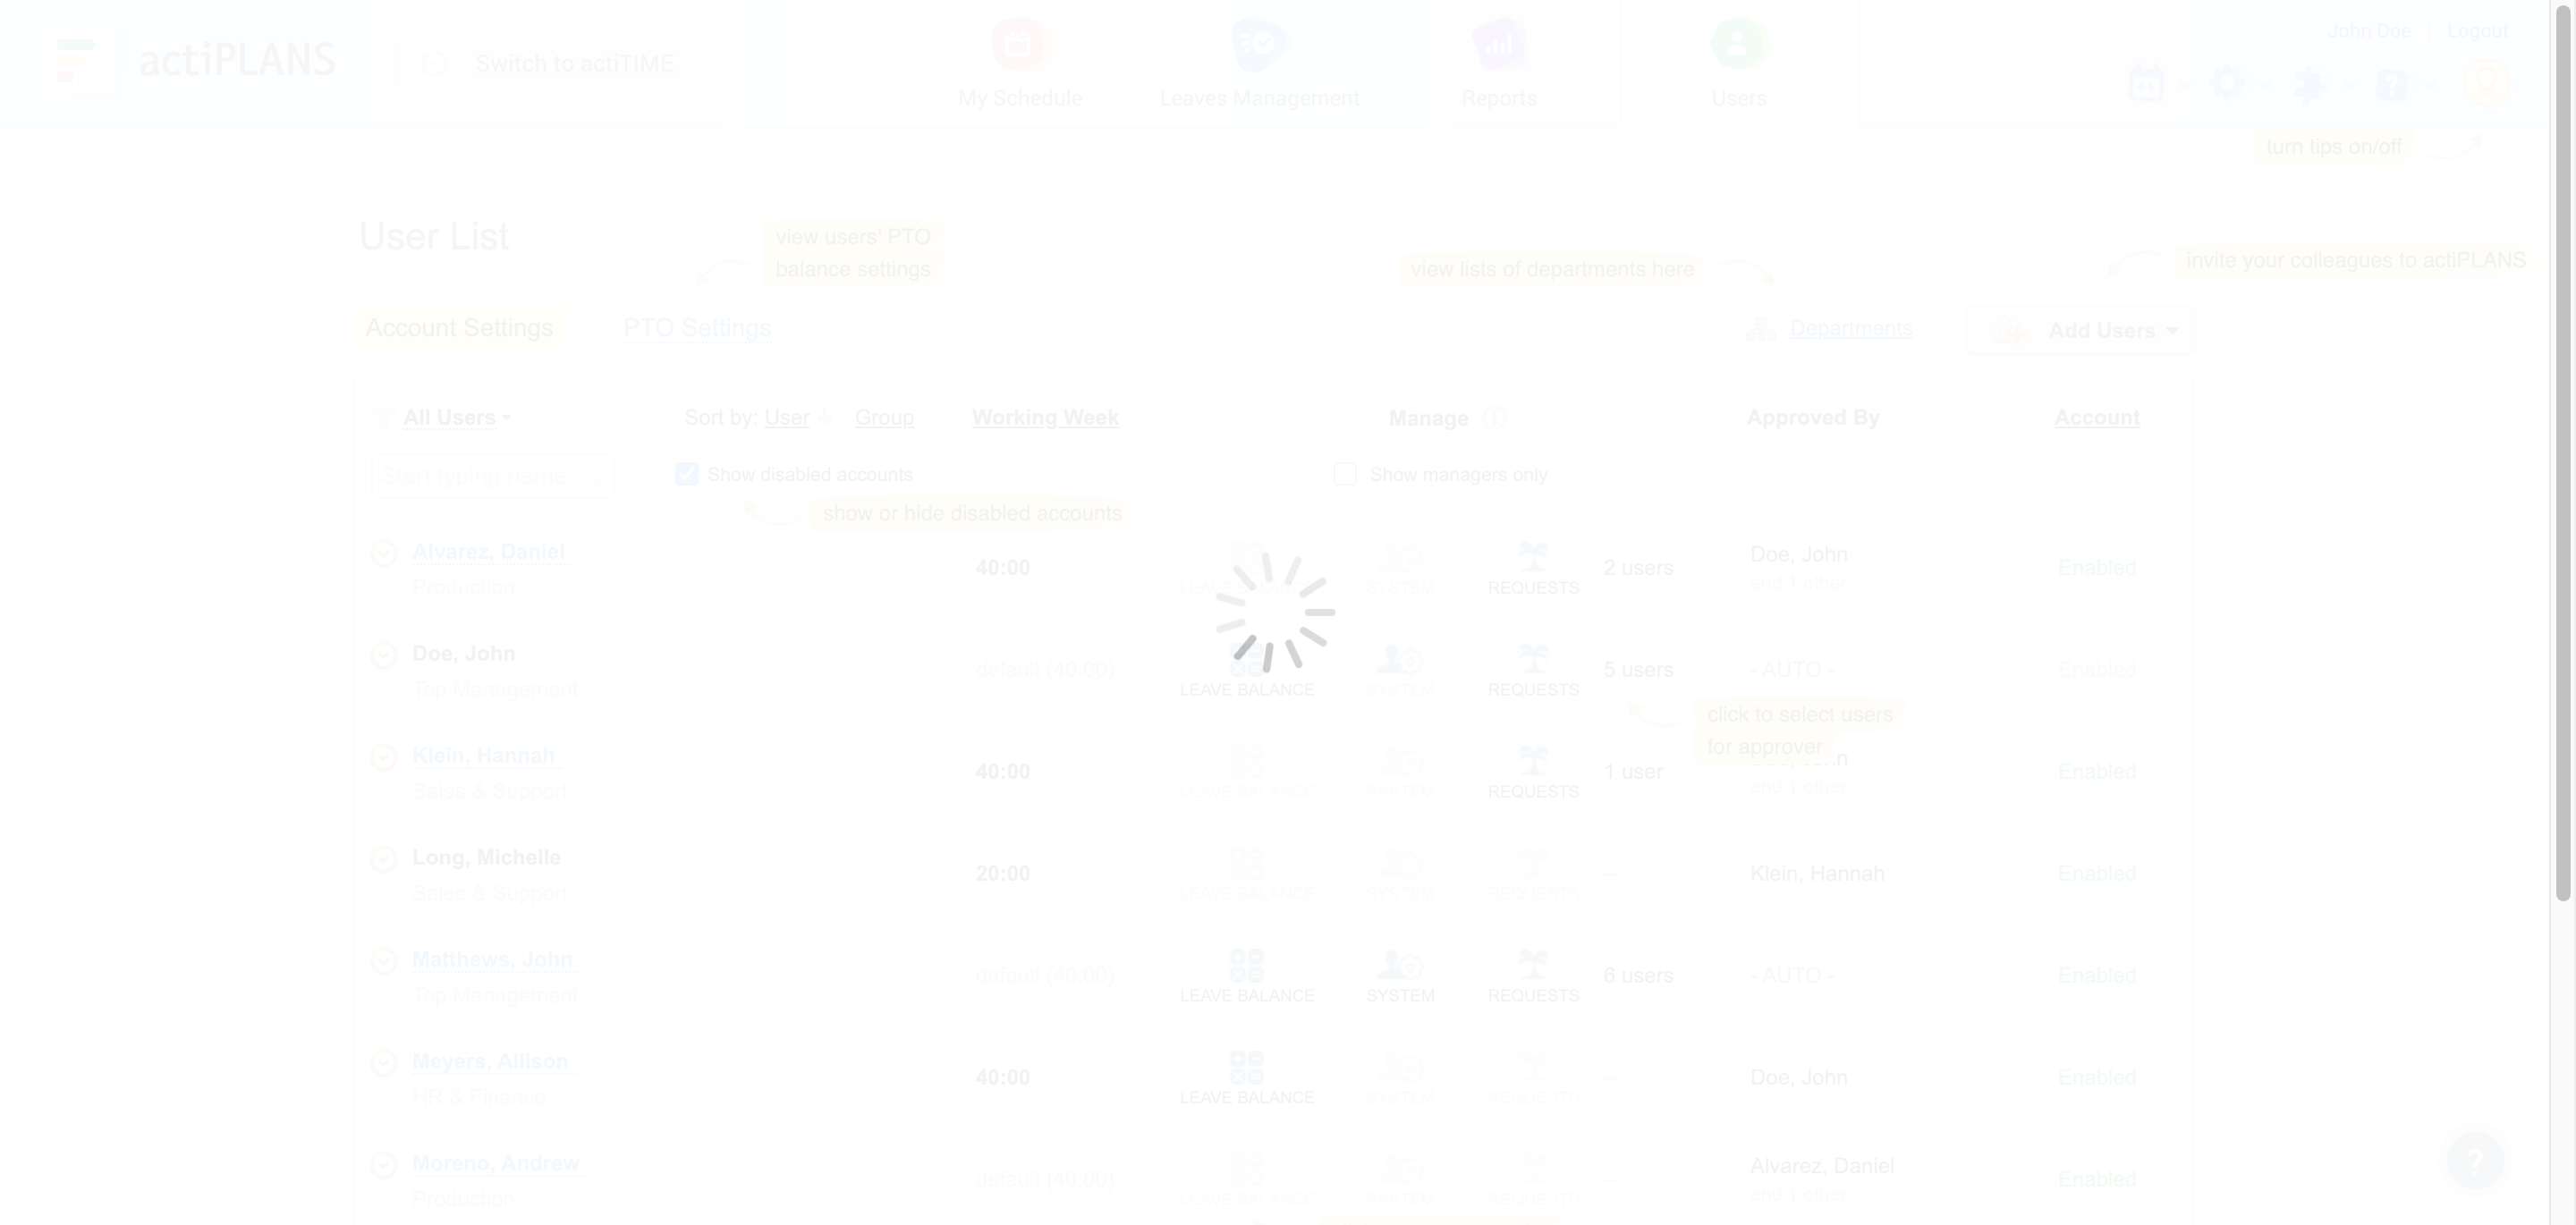 actiPLANS
Switch to actiTIME
My Schedule
Leaves Management
Reports
Users
John Doe
Logout
turn tips on/off
User List
view users' PTO
balance settings
view lists of departments here
invite your colleagues to actiPLANS
Account Settings
PTO Settings
Departments
Add Users
All Users
Sort by: User
Group
Working Week
Manage
Approved By
Account
Start typing name
Show disabled accounts
Show managers only
show or hide disabled accounts
Alvarez, Daniel
Production
40:00
SYSTEM
REQUESTS
2 users
Doe, John
and 1 other
Enabled
Doe, John
Top Management
default (40:00)
LEAVE BALANCE
SYSTEM
REQUESTS
5 users
- AUTO -
Enabled
click to select users
for approver
Klein, Hannah
Sales & Support
40:00
LEAVE BALANCE
SYSTEM
REQUESTS
1 user
and 1 other
Enabled
Long, Michelle
Sales & Support
20:00
LEAVE BALANCE
SYSTEM
REQUESTS
--
Klein, Hannah
Enabled
Matthews, John
Top Management
default (40:00)
LEAVE BALANCE
SYSTEM
REQUESTS
6 users
- AUTO -
Enabled
Meyers, Allison
HR & Finance
40:00
LEAVE BALANCE
SYSTEM
REQUESTS
--
Doe, John
Enabled
Moreno, Andrew
Production
default (40:00)
LEAVE BALANCE
SYSTEM
REQUESTS
--
Alvarez, Daniel
and 1 other
Enabled